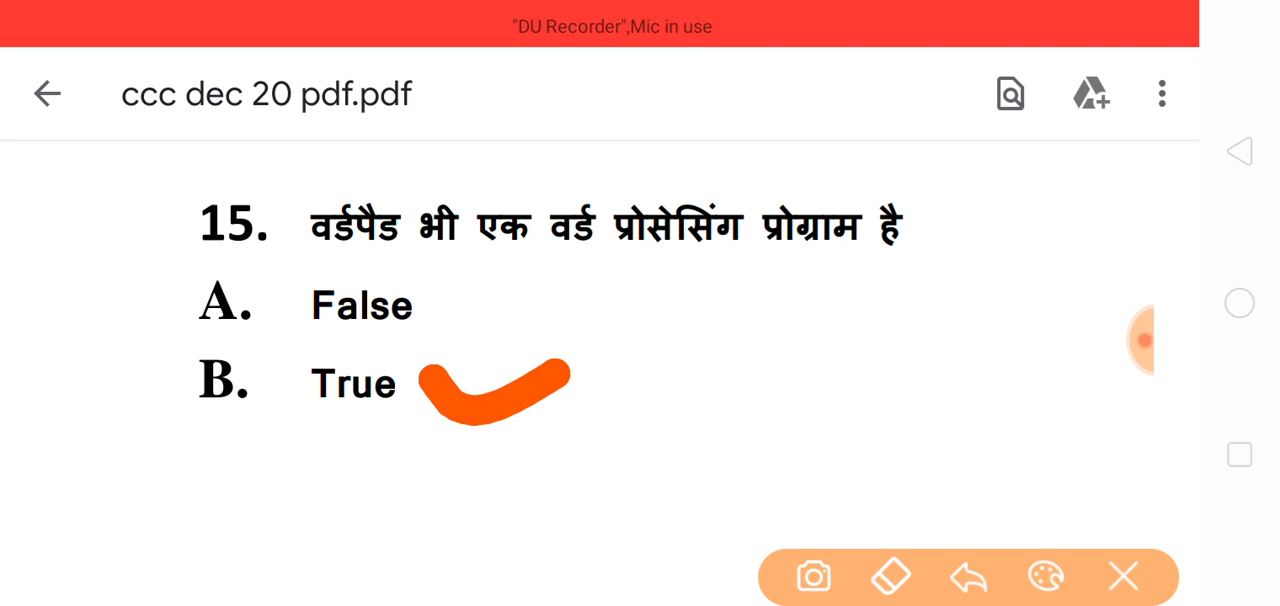 "DU Recorder",Mic in use
ccc dec 20 pdf.pdf
15. वर्डपैड भी एक वर्ड प्रोसेसिंग प्रोग्राम है
A. False
B. True